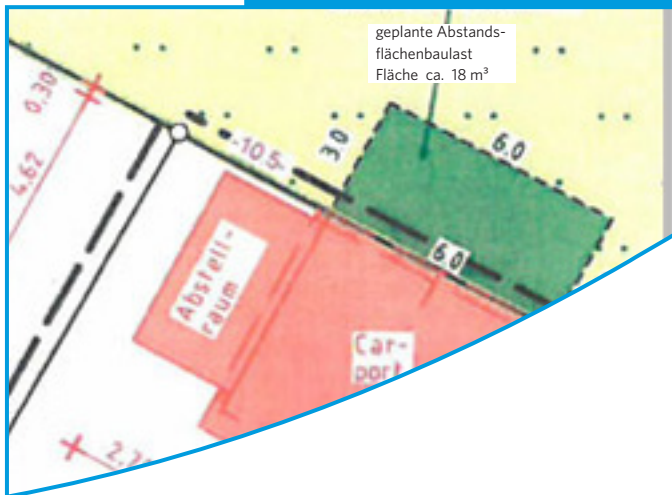 geplante Abstands-
flächenbaulast
Fläche ca. 18 m³
0.30
4.62
3.0
6.0
-10.5-
6.0
Abstell-
raum
Car-
port